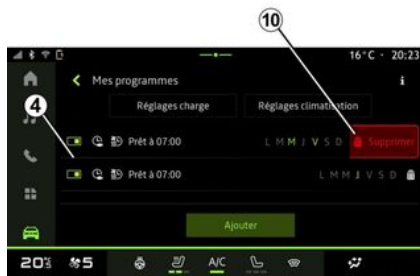 10
16°C · 20:23
Mes programmes
i
Réglages charge Réglages climatisation
4
Prêt à 07:00 L M M J V S D Supprimer
Prêt à 07:00 L M M J V S D
Ajouter
20 5 A/C